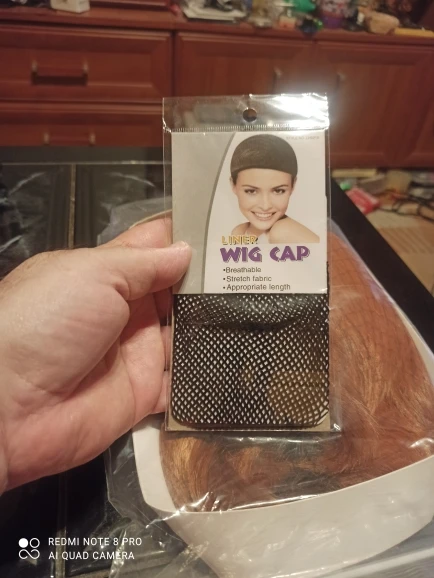 LINER
WIG CAP
•Breathable
•Stretch fabric
•Appropriate length
REDMI NOTE 8 PRO
AI QUAD CAMERA